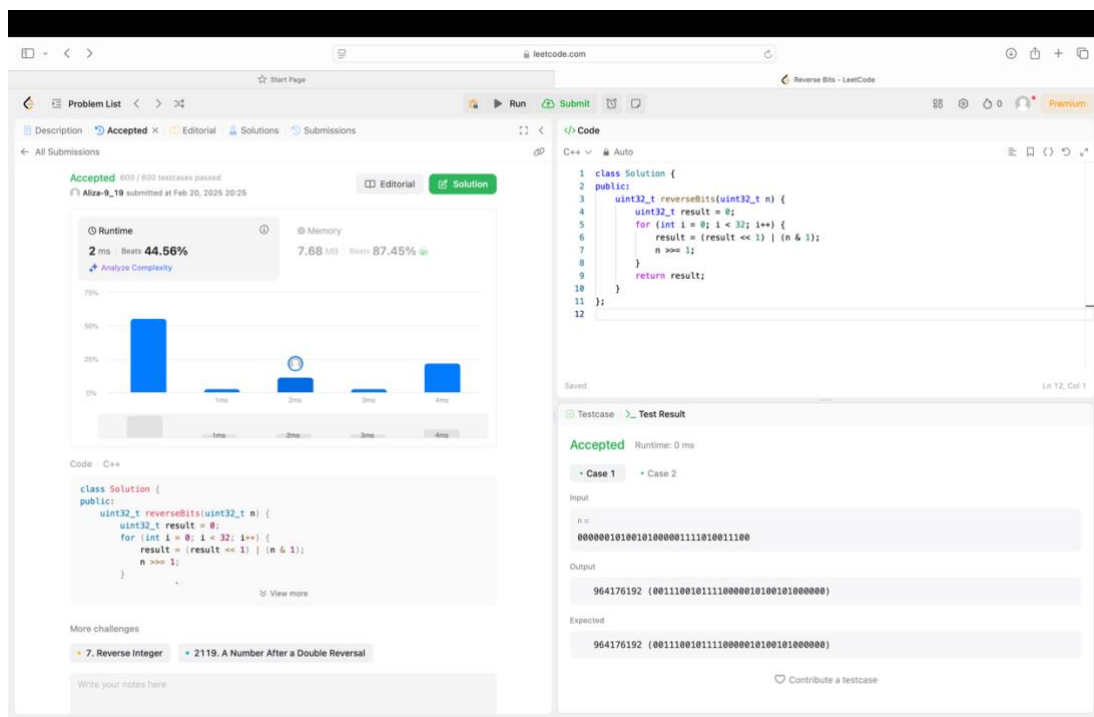 leetcode.com
Start Page
Reverse Bits - LeetCode
Problem List
Run
Submit
0
Premium
Description
Accepted
Editorial
Solutions
Submissions
All Submissions
Accepted 600 / 600 testcases passed
Aliza-9_19 submitted at Feb 20, 2025 20:25
Editorial
Solution
Runtime
2 ms Beats 44.56%
Analyze Complexity
Memory
7.68 MB Beats 87.45%
75%
50%
25%
0%
1ms 2ms 3ms 4ms
1ms 2ms 3ms 4ms
Code C++
class Solution {
public:
uint32_t reverseBits(uint32_t n) {
uint32_t result = 0;
for (int i = 0; i < 32; i++) {
result = (result << 1) | (n & 1);
n >>= 1;
}
View more
More challenges
7. Reverse Integer
2119. A Number After a Double Reversal
Write your notes here
</> Code
C++ Auto
1 class Solution {
2 public:
3 uint32_t reverseBits(uint32_t n) {
4 uint32_t result = 0;
5 for (int i = 0; i < 32; i++) {
6 result = (result << 1) | (n & 1);
7 n >>= 1;
8 }
9 return result;
10 }
11 };
12
Saved
Ln 12, Col 1
Testcase
>_ Test Result
Accepted Runtime: 0 ms
Case 1
Case 2
Input
n =
00000010100101000001111010011100
Output
964176192 (00111001011110000010100101000000)
Expected
964176192 (00111001011110000010100101000000)
Contribute a testcase